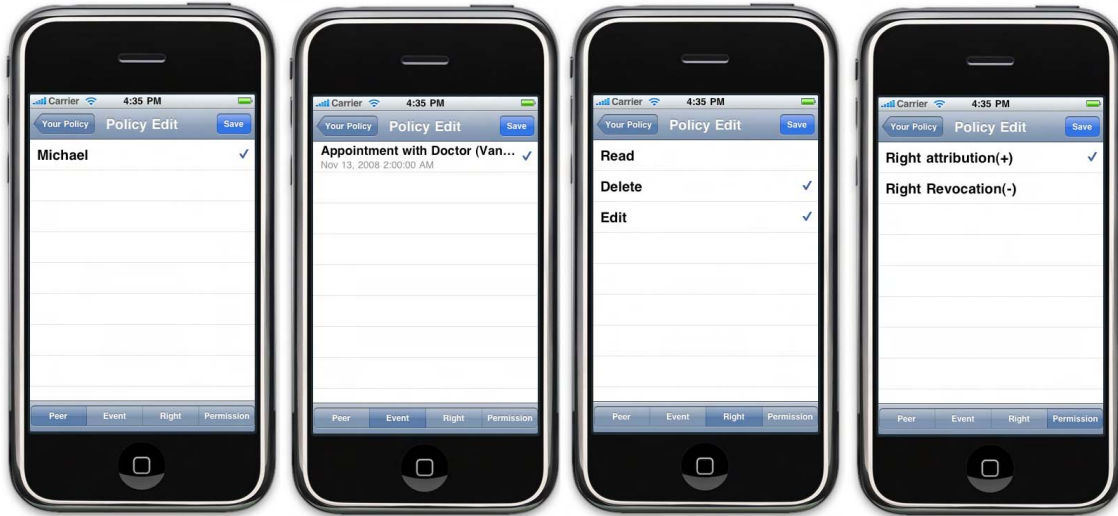 Carrier 4:35 PM
Your Policy Policy Edit Save
Michael
Peer Event Right Permission
Carrier 4:35 PM
Your Policy Policy Edit Save
Appointment with Doctor (Van...
Nov 13, 2008 2:00:00 AM
Peer Event Right Permission
Carrier 4:35 PM
Your Policy Policy Edit Save
Read
Delete
Edit
Peer Event Right Permission
Carrier 4:35 PM
Your Policy Policy Edit Save
Right attribution(+)
Right Revocation(-)
Peer Event Right Permission